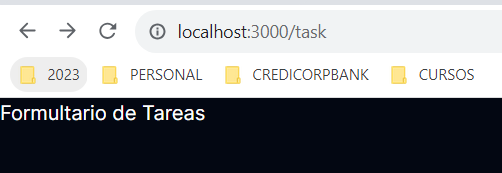 localhost:3000/task
2023 PERSONAL CREDICORPBANK CURSOS
Formultario de Tareas